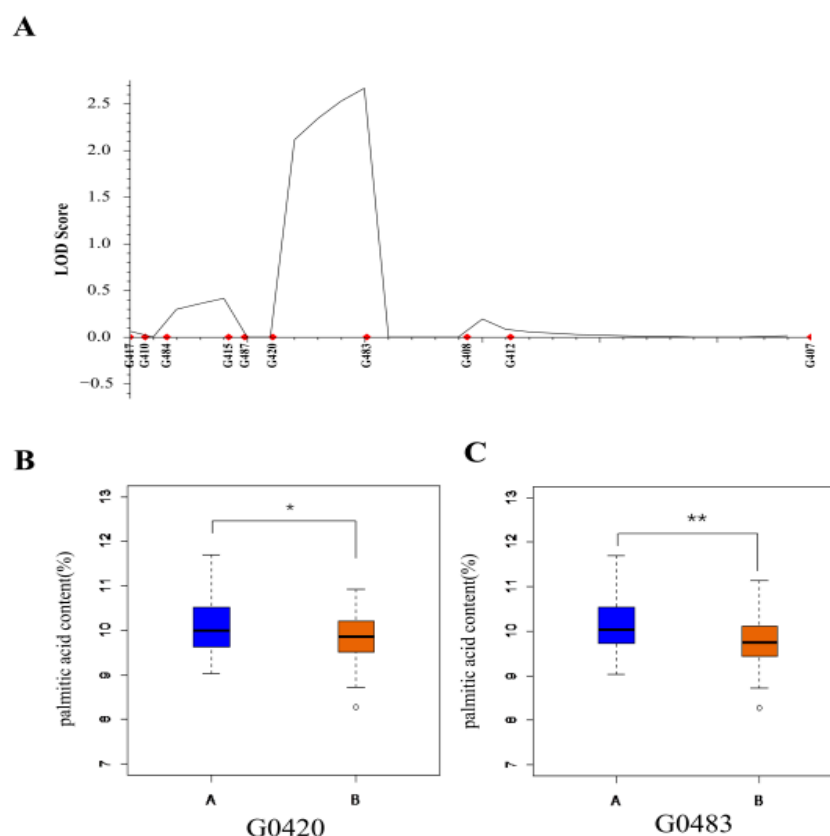 A
LOD Score
2.5
2.0
1.5
1.0
0.5
0.0
−0.5
G417 G410 G484 G415 G487 G420 G483 G408 G412 G407
B
palmitic acid content(%)
13
12
11
10
9
8
7
*
A B
G0420
C
palmitic acid content(%)
13
12
11
10
9
8
7
**
A B
G0483